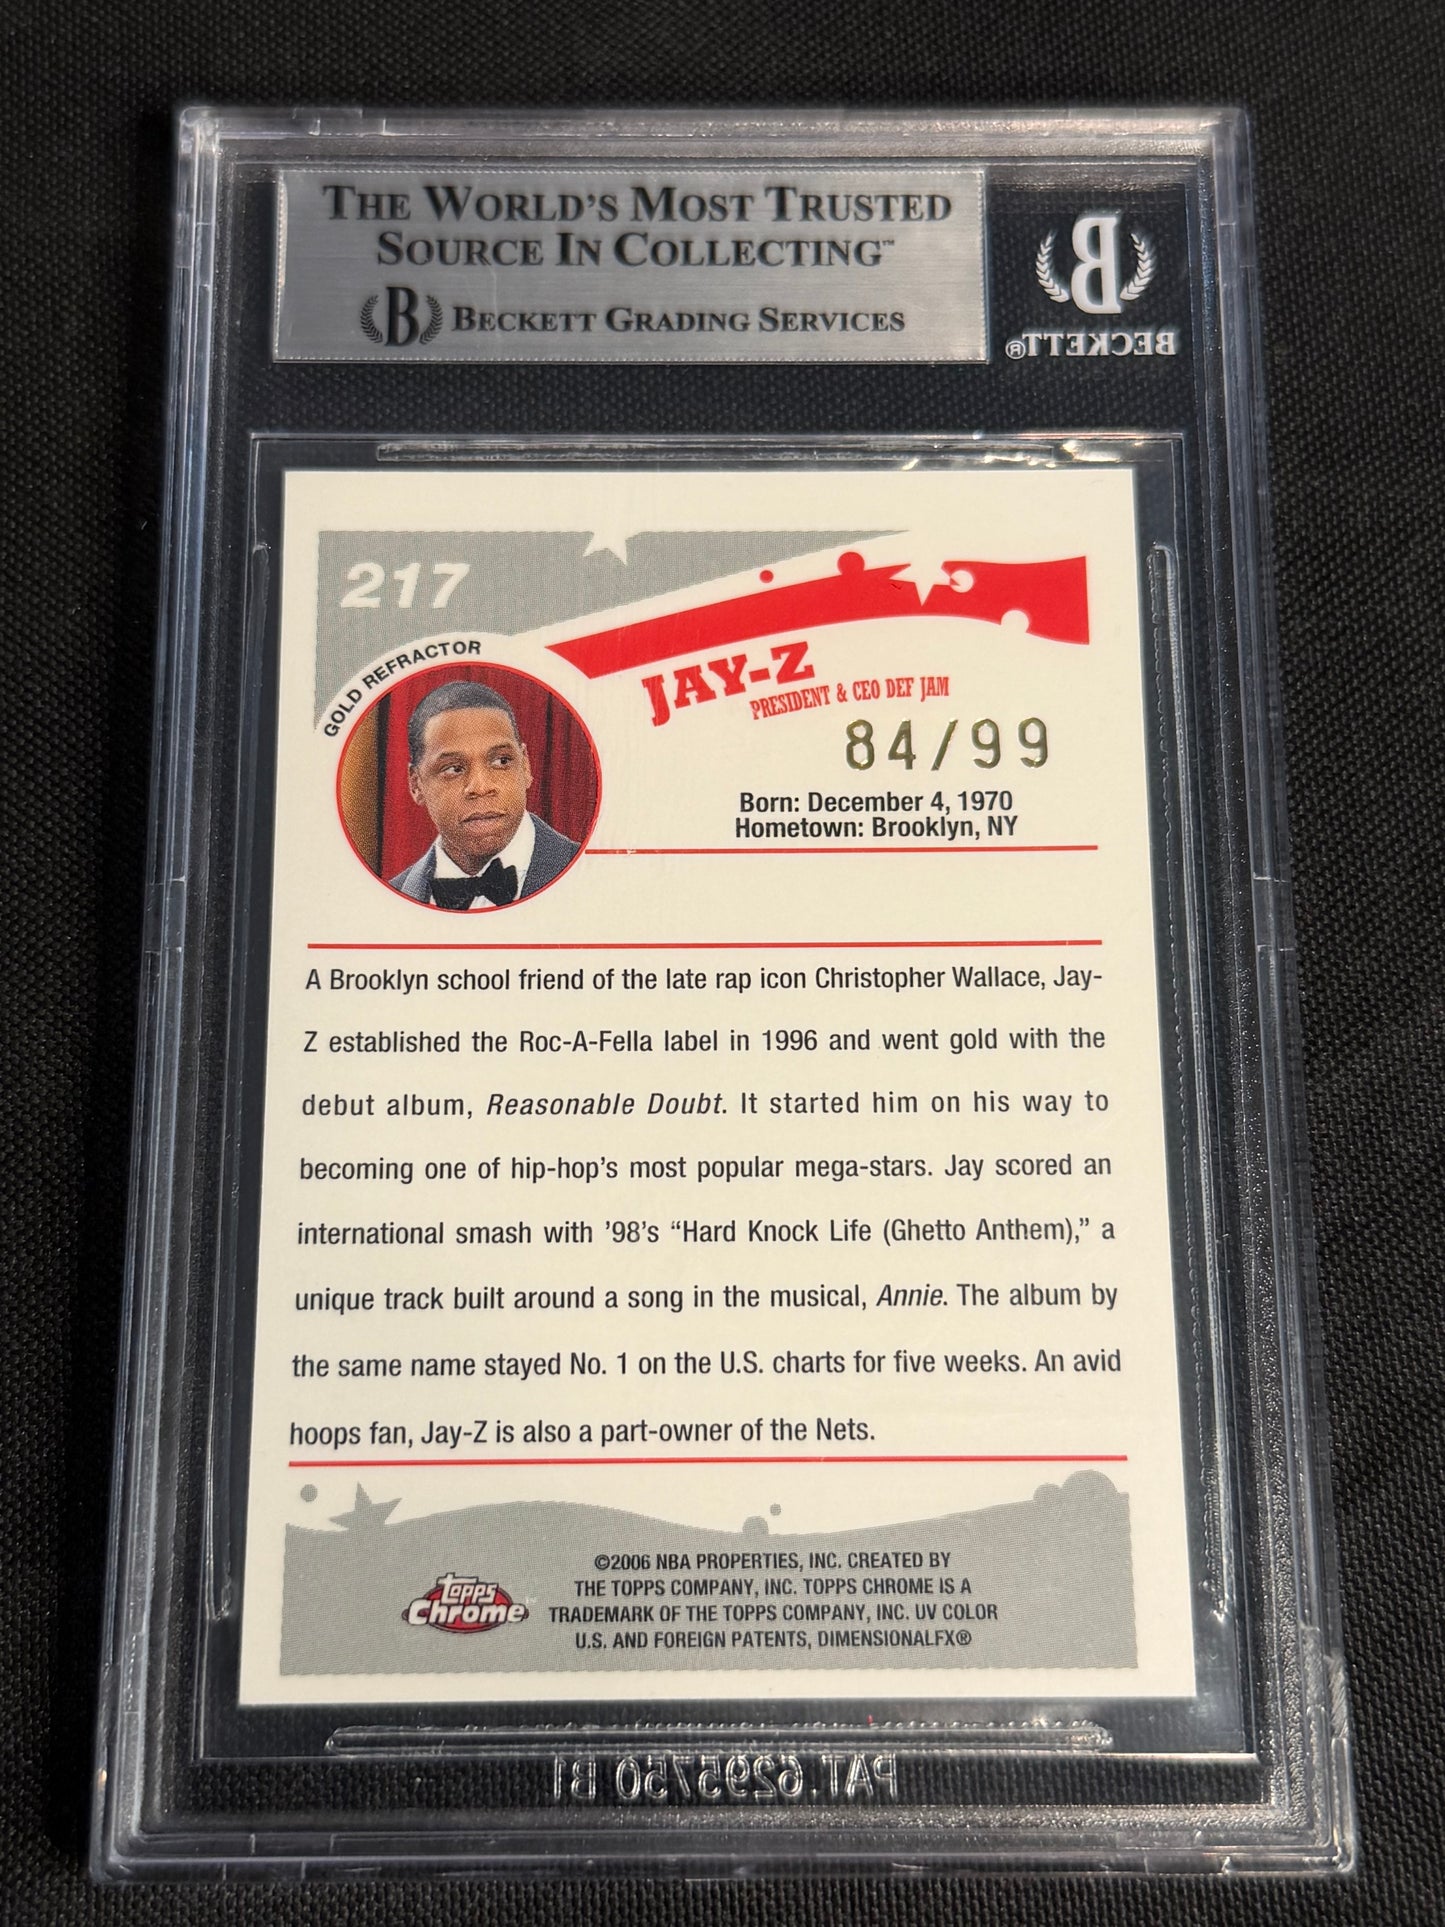 THE WORLD'S MOST TRUSTED
SOURCE IN COLLECTING™
B BECKETT GRADING SERVICES
B
BECKETT®
217
GOLD REFRACTOR
JAY-Z
PRESIDENT & CEO DEF JAM
84/99
Born: December 4, 1970
Hometown: Brooklyn, NY
A Brooklyn school friend of the late rap icon Christopher Wallace, Jay-
Z established the Roc-A-Fella label in 1996 and went gold with the
debut album, Reasonable Doubt. It started him on his way to
becoming one of hip-hop's most popular mega-stars. Jay scored an
international smash with ’98’s “Hard Knock Life (Ghetto Anthem),” a
unique track built around a song in the musical, Annie. The album by
the same name stayed No. 1 on the U.S. charts for five weeks. An avid
hoops fan, Jay-Z is also a part-owner of the Nets.
Topps
Chrome™
©2006 NBA PROPERTIES, INC. CREATED BY
THE TOPPS COMPANY, INC. TOPPS CHROME IS A
TRADEMARK OF THE TOPPS COMPANY, INC. UV COLOR
U.S. AND FOREIGN PATENTS, DIMENSIONALFX®
PAT. 6295750 B1